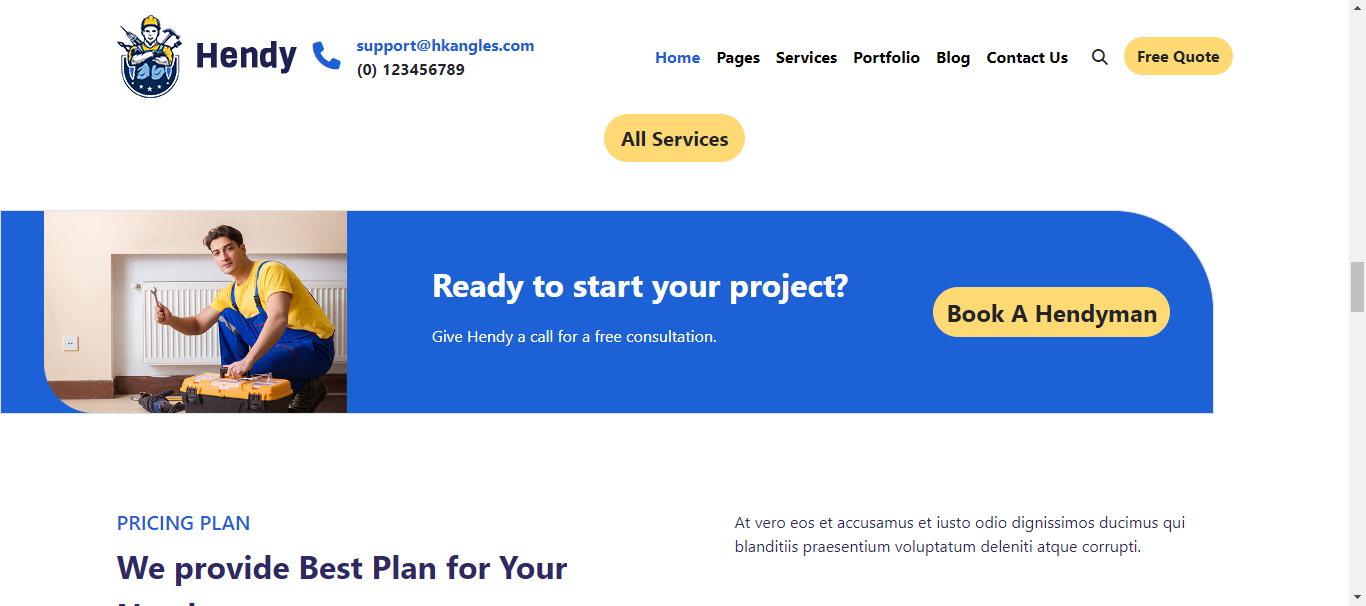 Hendy
support@hkangles.com
(0) 123456789
Home Pages Services Portfolio Blog Contact Us Free Quote
All Services
Ready to start your project?
Give Hendy a call for a free consultation.
Book A Hendyman
PRICING PLAN
We provide Best Plan for Your
At vero eos et accusamus et iusto odio dignissimos ducimus qui
blanditiis praesentium voluptatum deleniti atque corrupti.